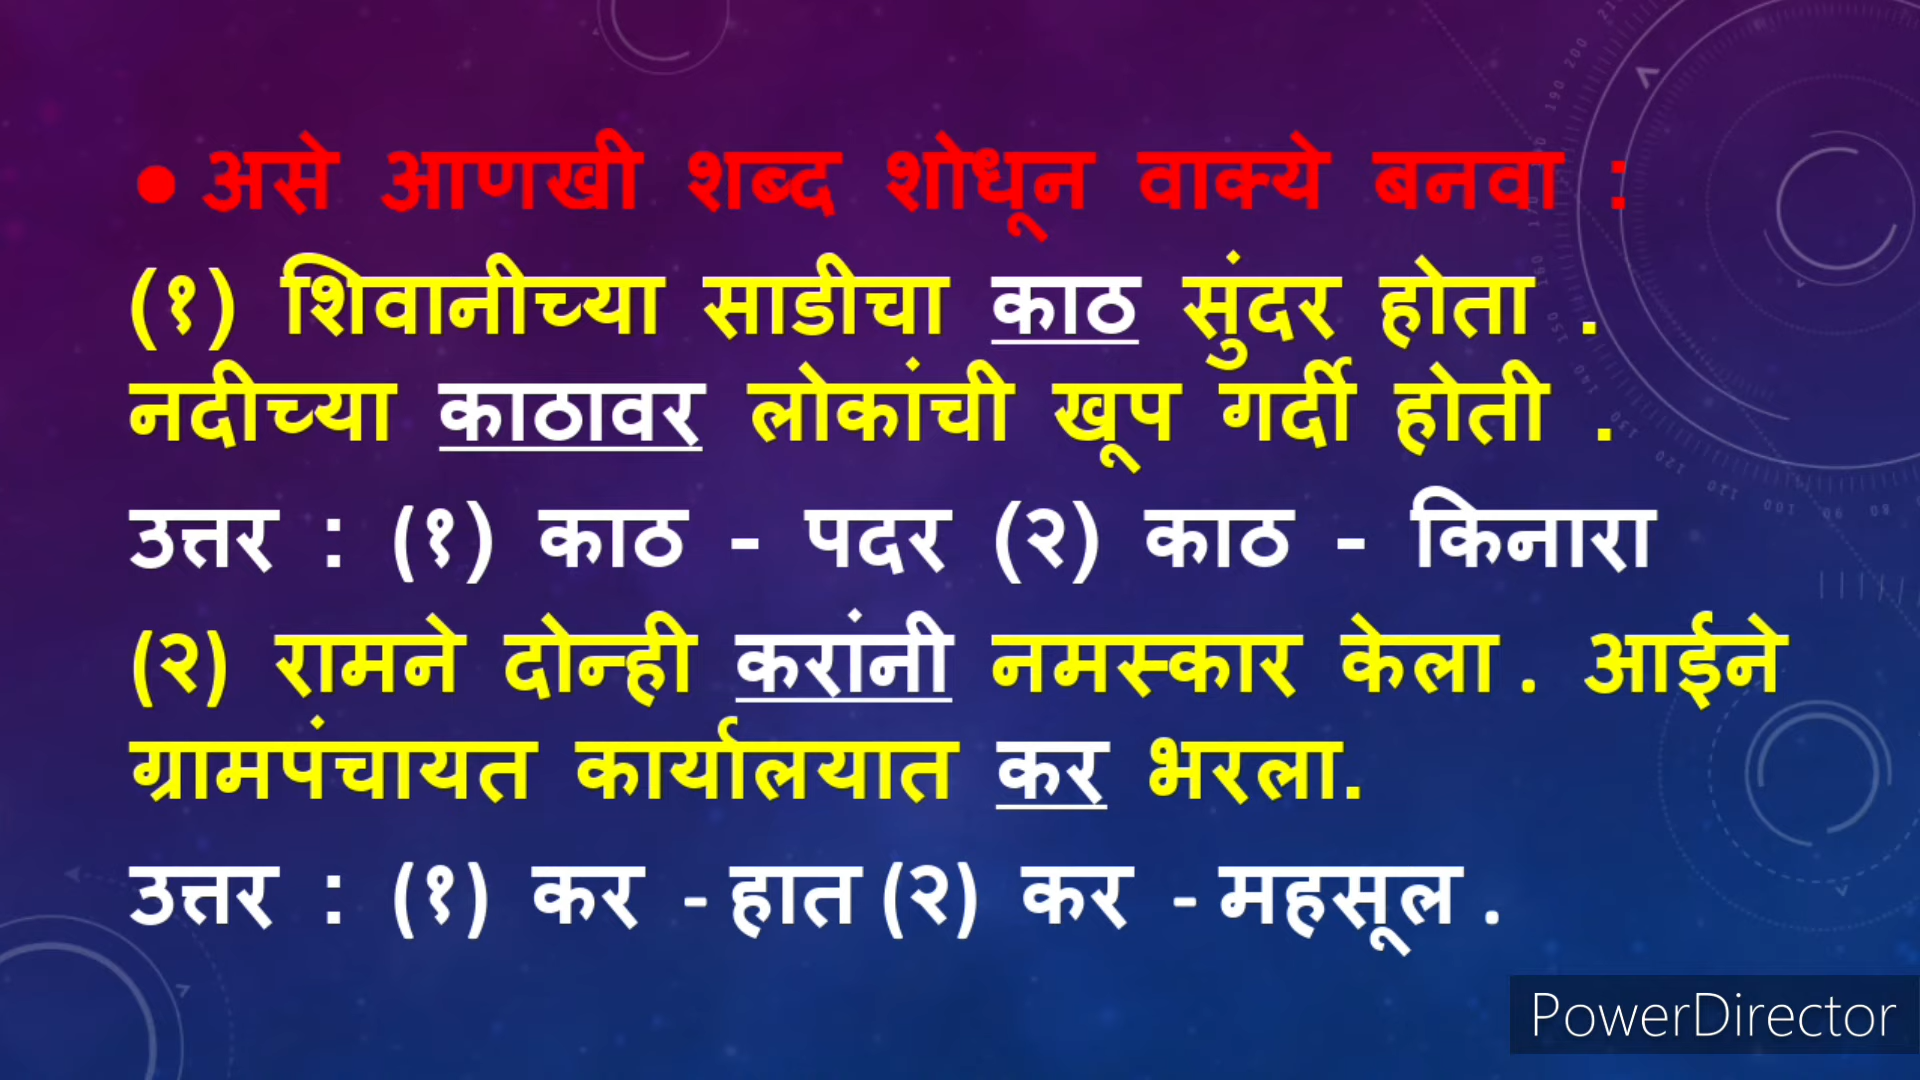 • असे आणखी शब्द शोधून वाक्ये बनवा :
(१) शिवानीच्या साडीचा काठ सुंदर होता .
नदीच्या काठावर लोकांची खूप गर्दी होती .
उत्तर : (१) काठ - पदर (२) काठ - किनारा
(२) रामने दोन्ही करांनी नमस्कार केला . आईने
ग्रामपंचायत कार्यालयात कर भरला.
उत्तर : (१) कर - हात (२) कर - महसूल .
PowerDirector